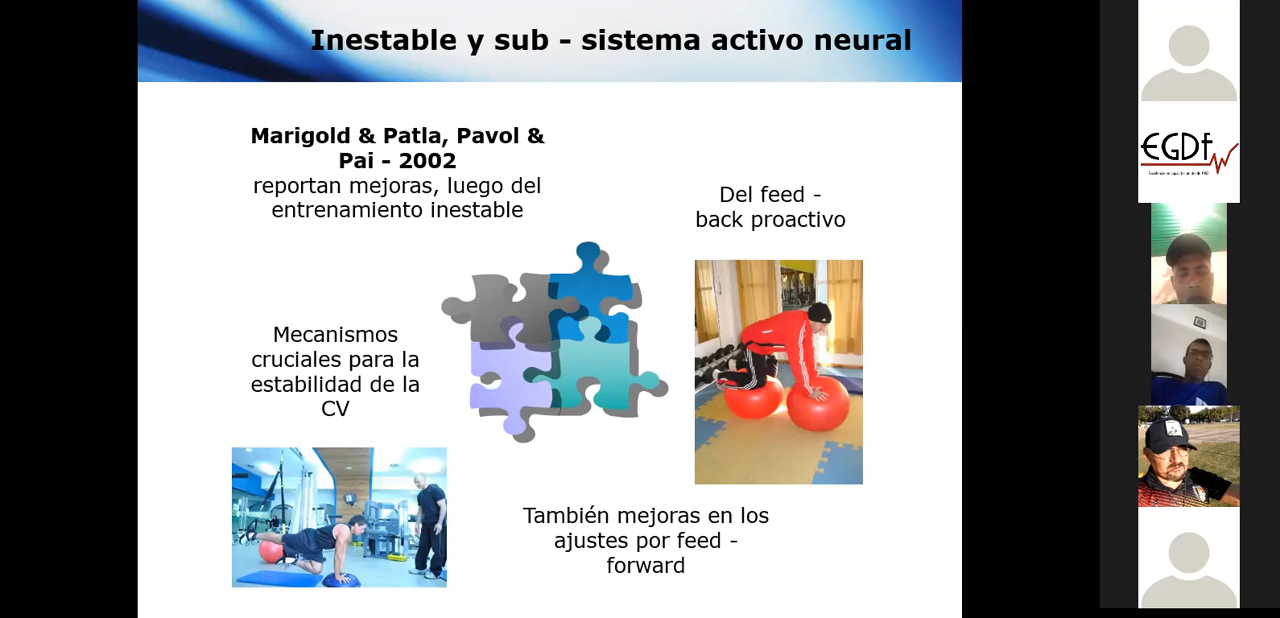 Inestable y sub - sistema activo neural
Marigold & Patla, Pavol &
Pai - 2002
reportan mejoras, luego del
entrenamiento inestable
Del feed -
back proactivo
Mecanismos
cruciales para la
estabilidad de la
CV
También mejoras en los
ajustes por feed -
forward
EGDf